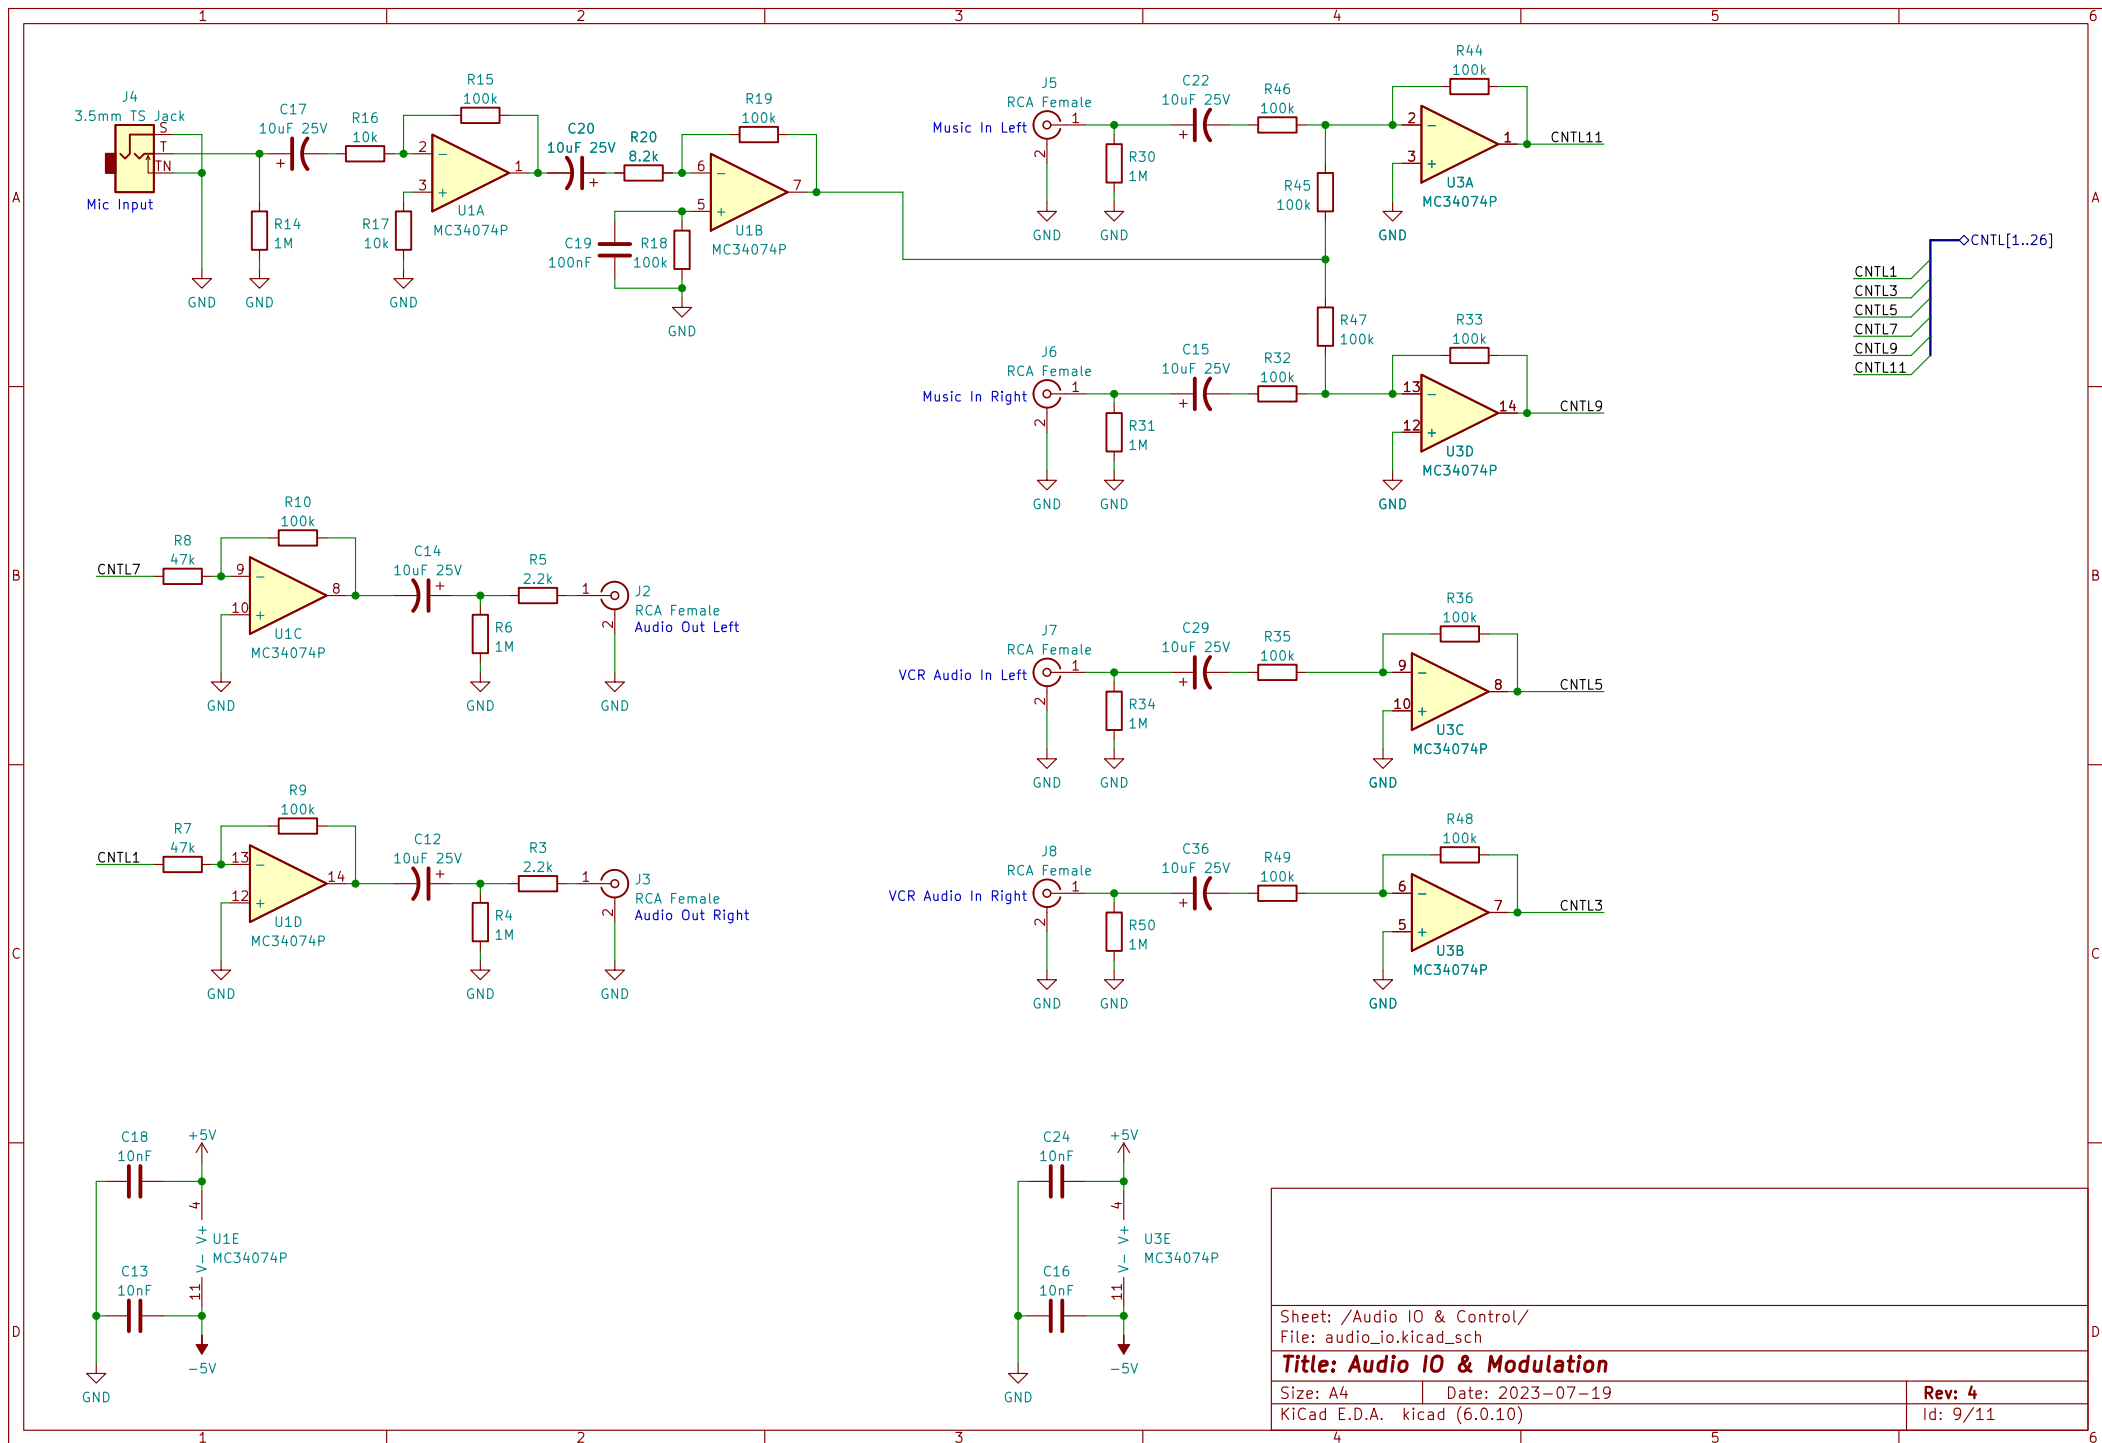 1 2 3 4 5 6
J4
3.5mm TS Jack
S
T
TN
Mic Input
C17
10uF 25V
+
R16
10k
R14
1M
GND
GND
R15
100k
2
3
1
−
+
U1A
MC34074P
R17
10k
GND
C20
10uF 25V
+
R20
8.2k
R19
100k
6
5
7
−
+
U1B
MC34074P
C19
100nF
R18
100k
GND
J5
RCA Female
Music In Left
1
2
GND
R30
1M
GND
C22
10uF 25V
+
R46
100k
R45
100k
R44
100k
2
3
1
−
+
U3A
MC34074P
GND
CNTL11
R47
100k
J6
RCA Female
Music In Right
1
2
GND
R31
1M
GND
C15
10uF 25V
+
R32
100k
R33
100k
13
12
14
−
+
U3D
MC34074P
GND
CNTL9
CNTL[1..26]
CNTL1
CNTL3
CNTL5
CNTL7
CNTL9
CNTL11
CNTL7
R8
47k
R10
100k
9
10
8
−
+
U1C
MC34074P
GND
C14
10uF 25V
+
R6
1M
GND
R5
2.2k
1
2
J2
RCA Female
Audio Out Left
GND
J7
RCA Female
VCR Audio In Left
1
2
GND
R34
1M
GND
C29
10uF 25V
+
R35
100k
R36
100k
9
10
8
−
+
U3C
MC34074P
GND
CNTL5
CNTL1
R7
47k
R9
100k
13
12
14
−
+
U1D
MC34074P
GND
C12
10uF 25V
+
R4
1M
GND
R3
2.2k
1
2
J3
RCA Female
Audio Out Right
GND
J8
RCA Female
VCR Audio In Right
1
2
GND
R50
1M
GND
C36
10uF 25V
+
R49
100k
R48
100k
6
5
7
−
+
U3B
MC34074P
GND
CNTL3
C18
10nF
+5V
4
V+
V−
11
U1E
MC34074P
C13
10nF
−5V
GND
C24
10nF
+5V
4
V+
V−
11
U3E
MC34074P
C16
10nF
−5V
GND
A
B
C
D
A
B
C
D
Sheet: /Audio IO & Control/
File: audio_io.kicad_sch
Title: Audio IO & Modulation
Size: A4 Date: 2023-07-19 Rev: 4
KiCad E.D.A. kicad (6.0.10) Id: 9/11
1 2 3 4 5 6